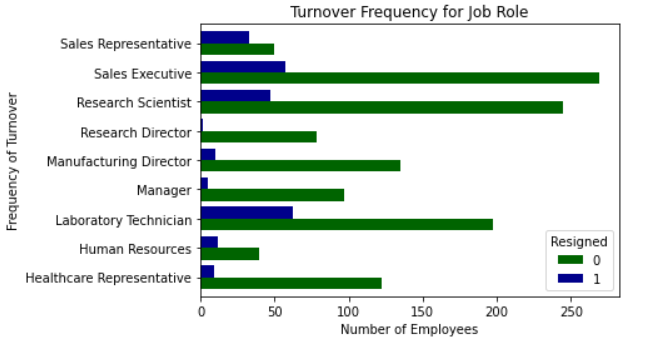 Turnover Frequency for Job Role
Frequency of Turnover
Sales Representative
Sales Executive
Research Scientist
Research Director
Manufacturing Director
Manager
Laboratory Technician
Human Resources
Healthcare Representative
Resigned
0
1
0 50 100 150 200 250
Number of Employees